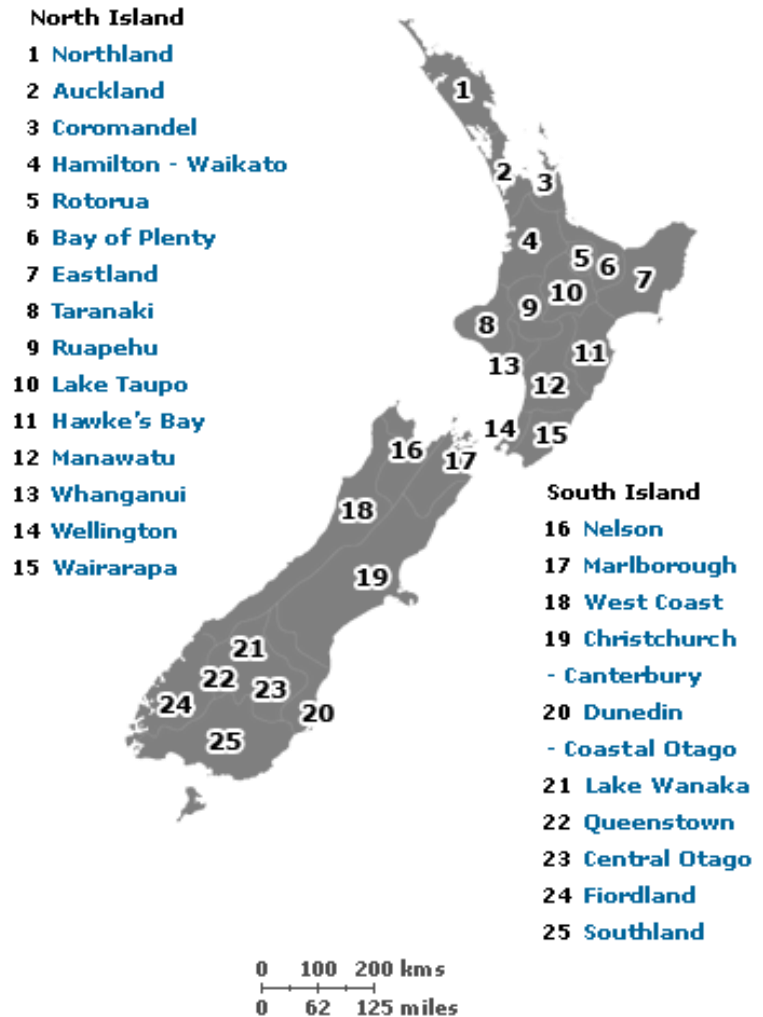 North Island
1 Northland
2 Auckland
3 Coromandel
4 Hamilton - Waikato
5 Rotorua
6 Bay of Plenty
7 Eastland
8 Taranaki
9 Ruapehu
10 Lake Taupo
11 Hawke's Bay
12 Manawatu
13 Whanganui
14 Wellington
15 Wairarapa
1
2
3
4
5
6
7
10
9
8
11
13
12
14
15
16
17
18
19
21
22
23
24
20
25
South Island
16 Nelson
17 Marlborough
18 West Coast
19 Christchurch
- Canterbury
20 Dunedin
- Coastal Otago
21 Lake Wanaka
22 Queenstown
23 Central Otago
24 Fiordland
25 Southland
0 100 200 kms
0 62 125 miles